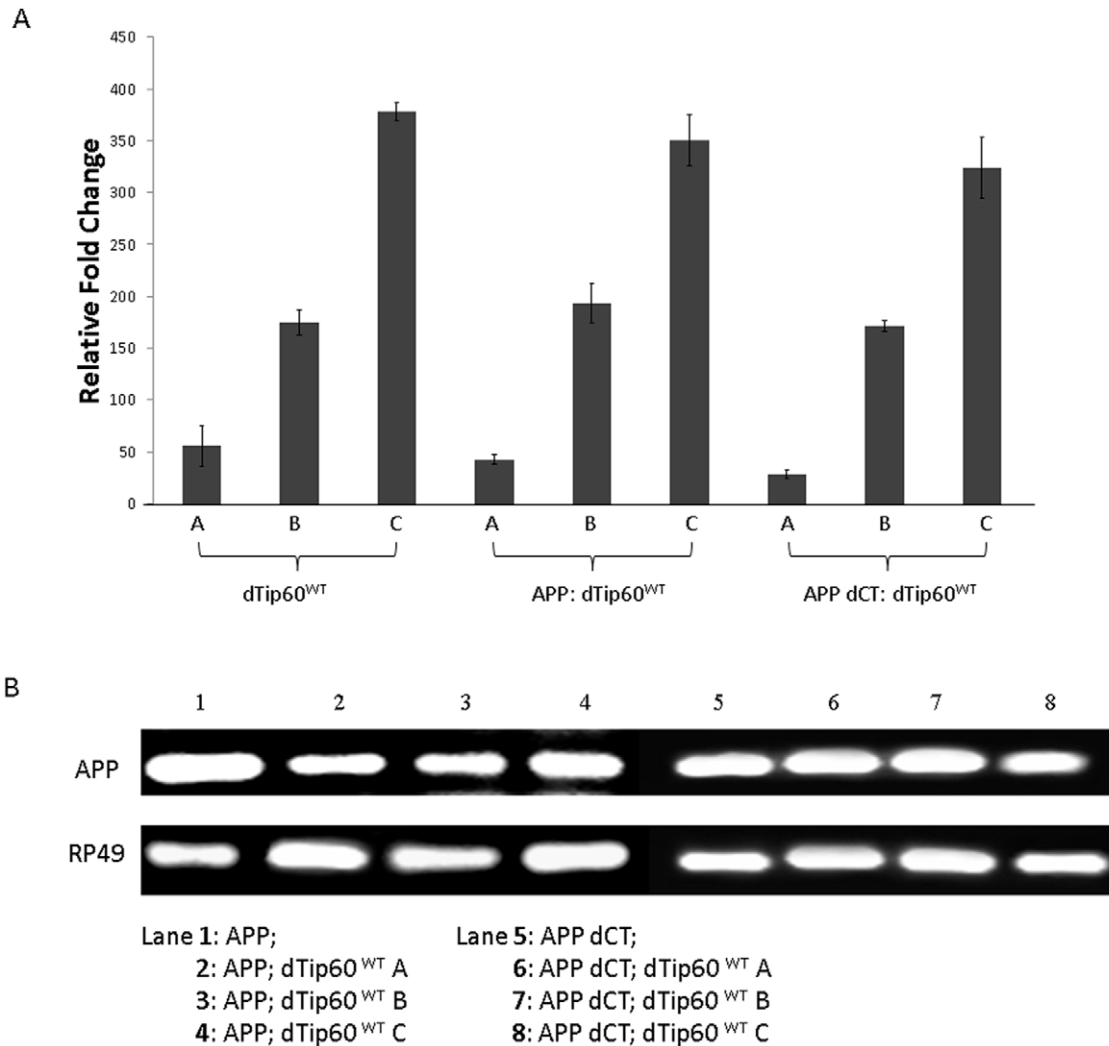 A
Relative Fold Change
450
400
350
300
250
200
150
100
50
0
A B C A B C A B C
dTip60WT APP: dTip60WT APP dCT: dTip60WT
B
1 2 3 4 5 6 7 8
APP
RP49
Lane 1: APP; Lane 5: APP dCT;
2: APP; dTip60 WT A 6: APP dCT; dTip60 WT A
3: APP; dTip60 WT B 7: APP dCT; dTip60 WT B
4: APP; dTip60 WT C 8: APP dCT; dTip60 WT C